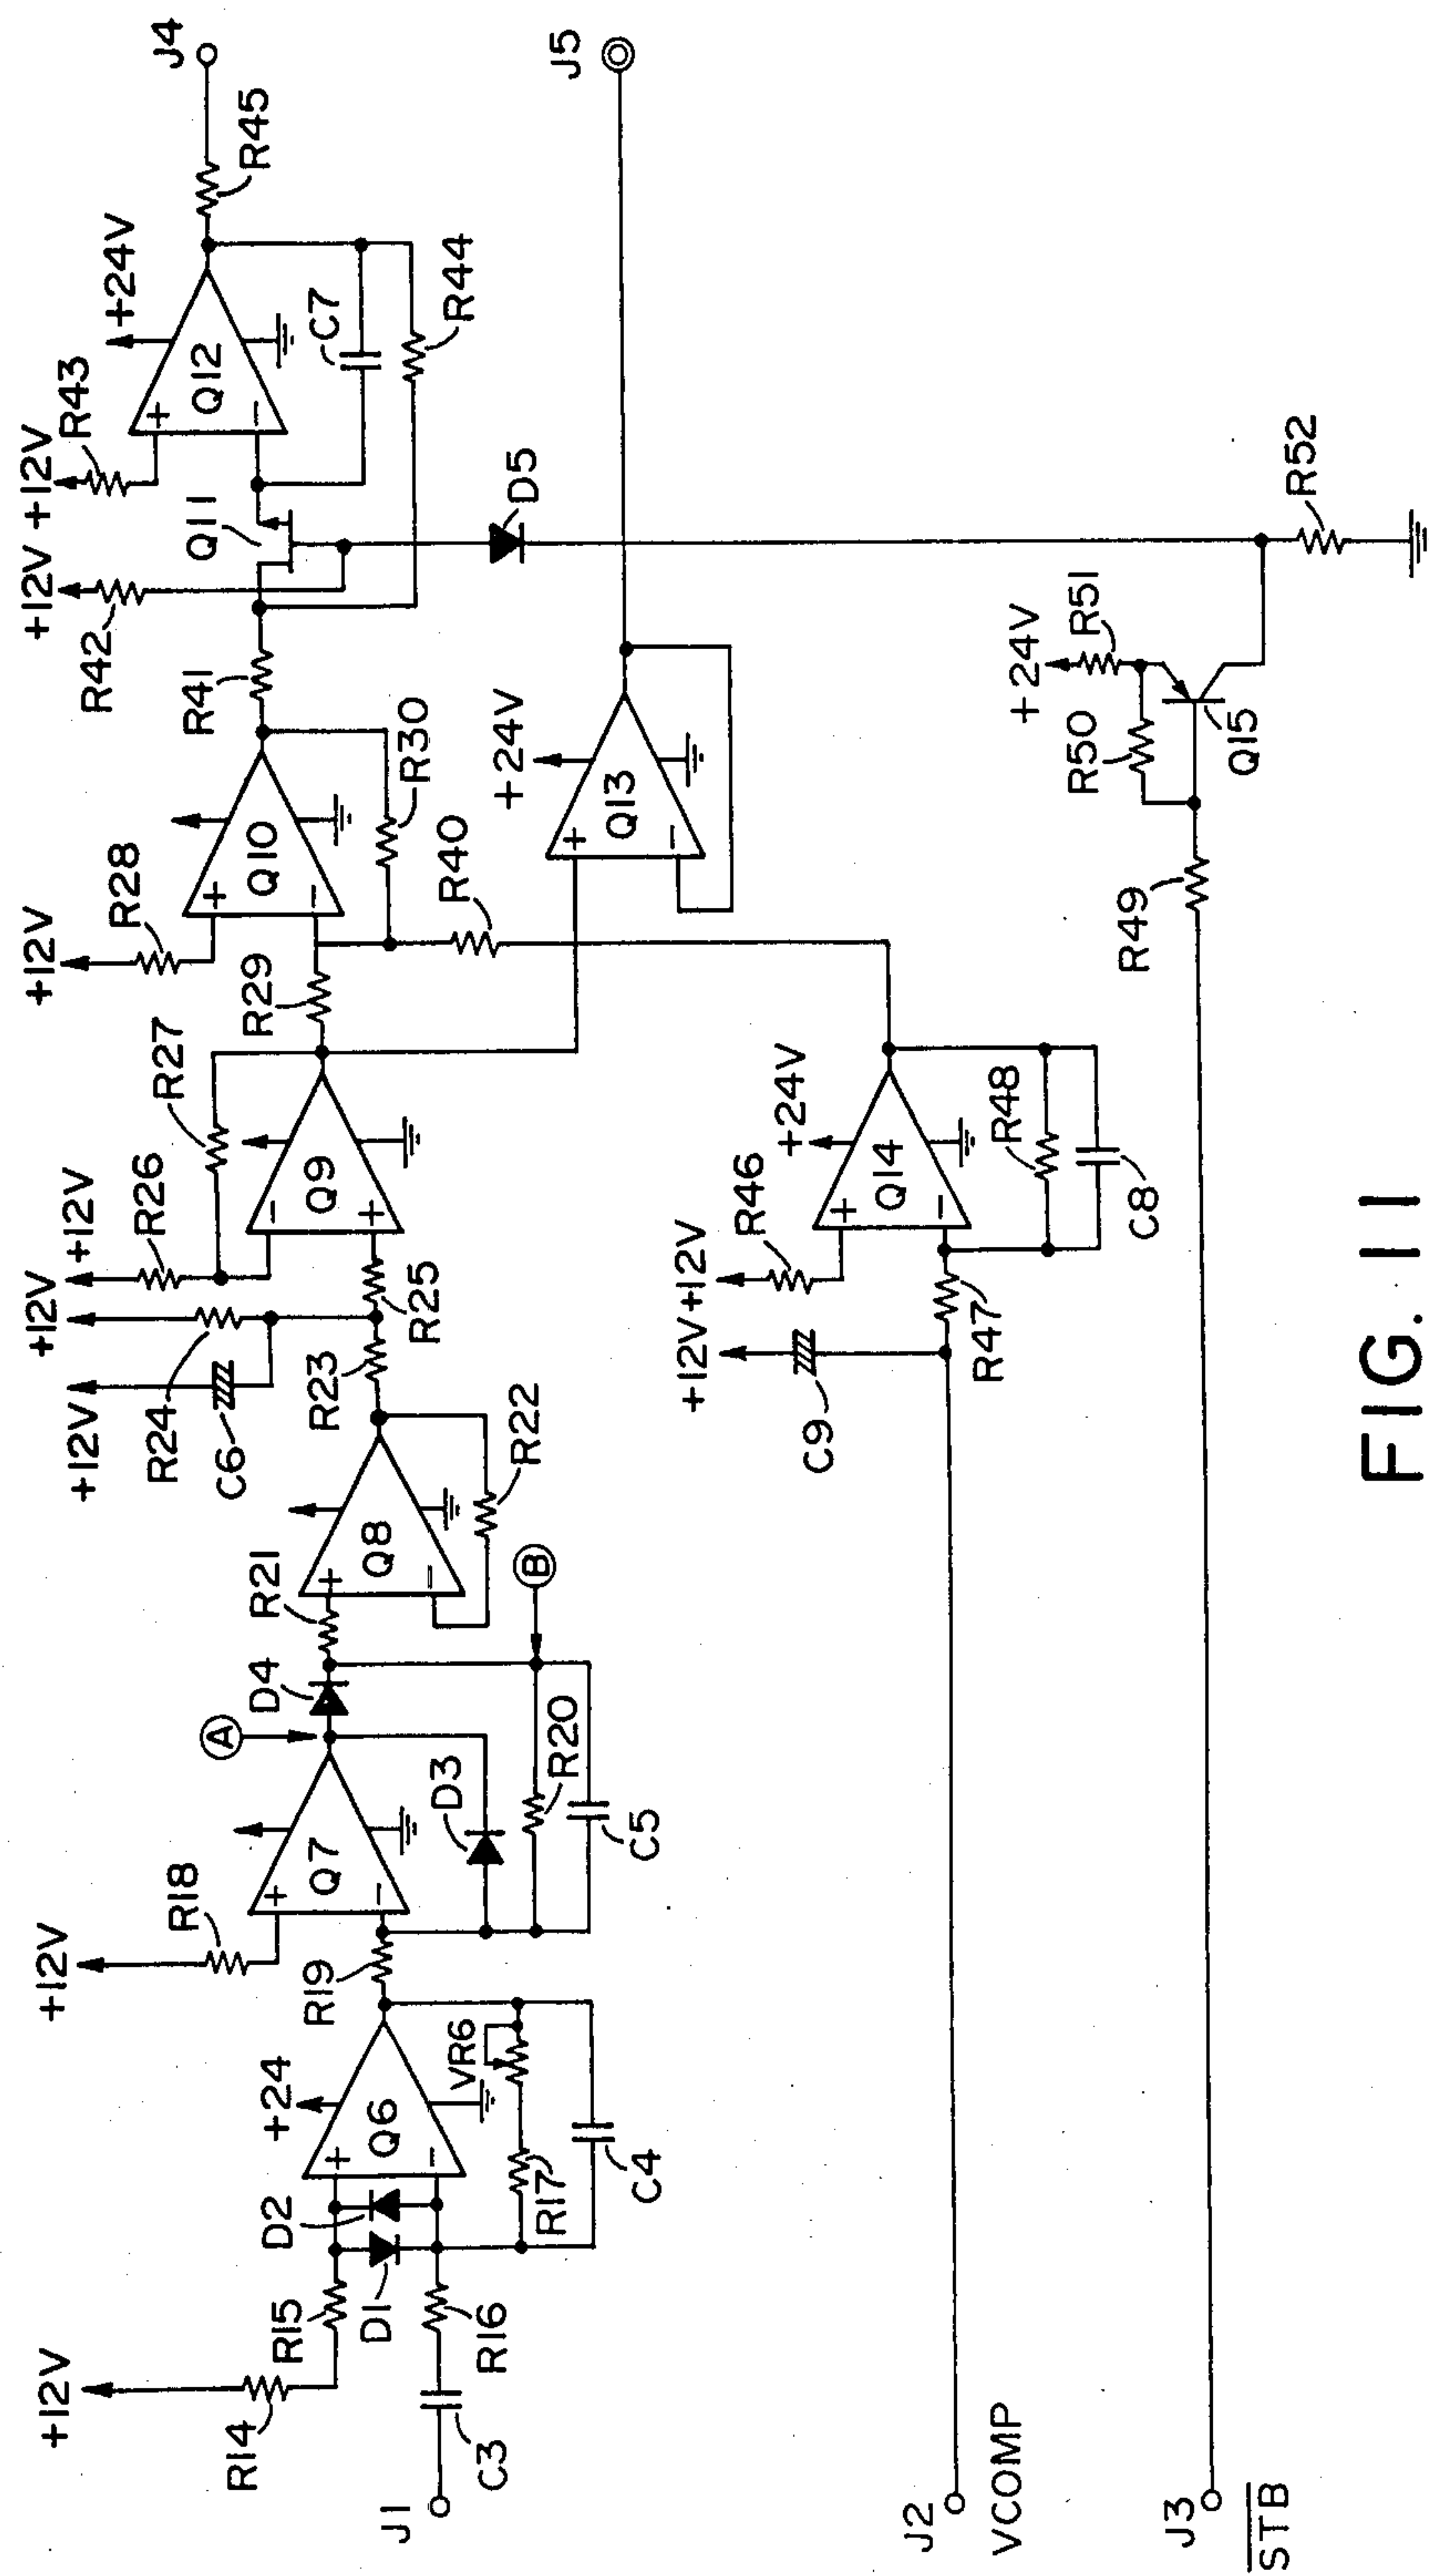 J1
C3
R14
+12V
R15
R16
D1
D2
+
−
Q6
+24
VR6
R17
C4
R19
+12V
R18
+
−
Q7
A
D3
D4
R20
C5
B
R21
+
−
Q8
R22
R23
+12V
C6
R24
+12V
R25
+12V
R26
R27
−
+
Q9
R29
+12V
R28
+
−
Q10
R30
R40
R41
R42
+12V
Q11
+12V
R43
+
−
Q12
+24V
C7
R44
R45
J4
D5
+
−
Q13
+24V
J5
J2
VCOMP
+12V
C9
R47
+12V
R46
+
−
Q14
+24V
R48
C8
J3
STB
R49
R50
+24V
R51
Q15
R52
FIG. 11